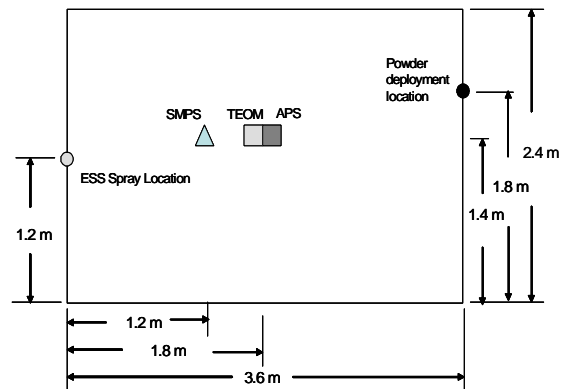 Powder
deployment
location
SMPS TEOM APS
2.4 m
ESS Spray Location
1.8 m
1.4 m
1.2 m
1.2 m
1.8 m
3.6 m